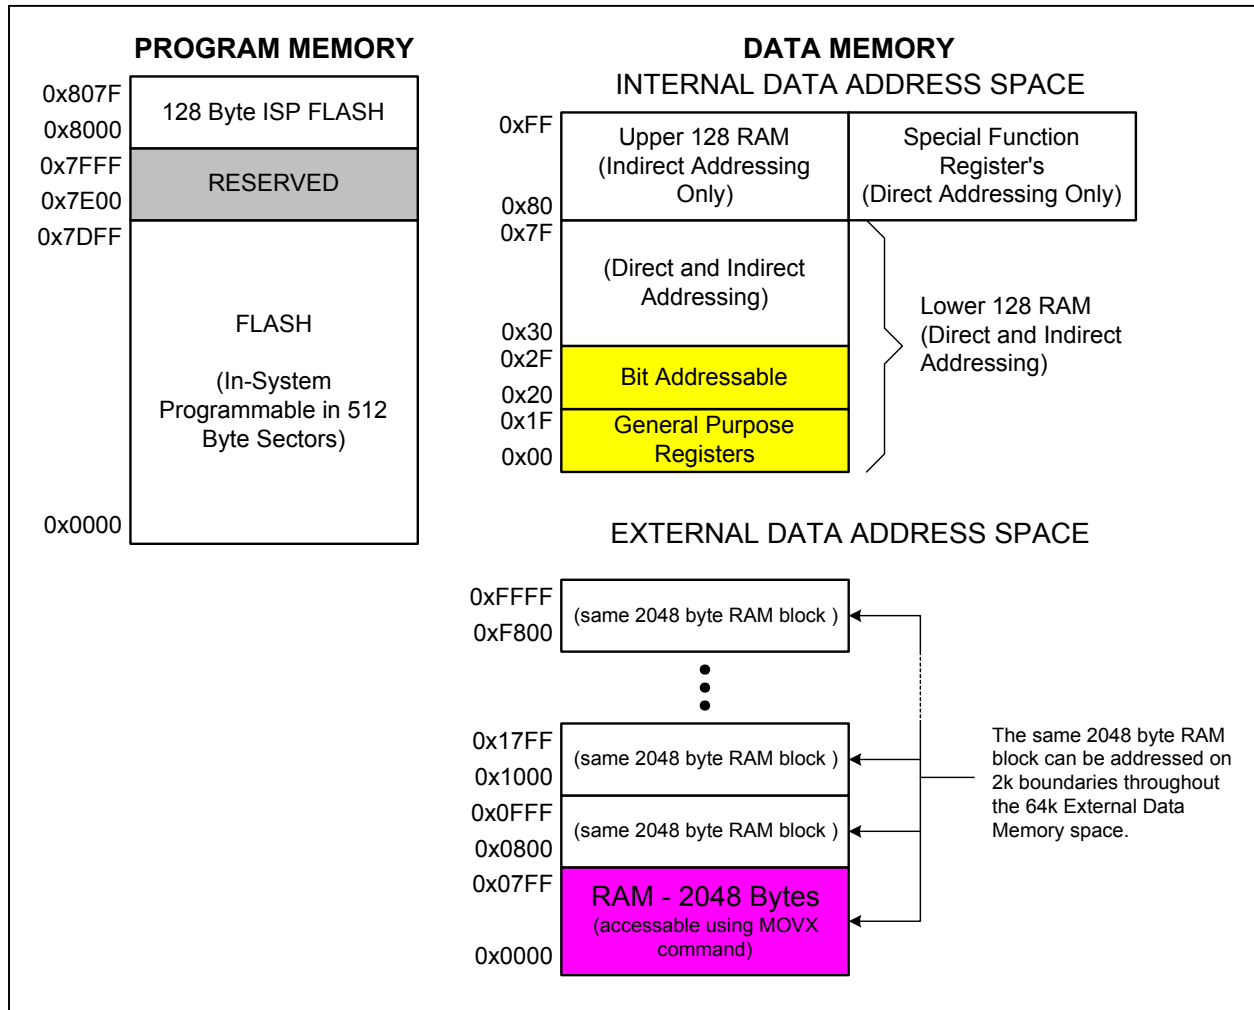 PROGRAM MEMORY
0x807F
0x8000
128 Byte ISP FLASH
0x7FFF
0x7E00
RESERVED
0x7DFF
FLASH
(In-System
Programmable in 512
Byte Sectors)
0x0000
DATA MEMORY
INTERNAL DATA ADDRESS SPACE
0xFF
Upper 128 RAM
(Indirect Addressing
Only)
0x80
Special Function
Register's
(Direct Addressing Only)
0x7F
(Direct and Indirect
Addressing)
0x30
0x2F
Bit Addressable
0x20
0x1F
General Purpose
Registers
0x00
Lower 128 RAM
(Direct and Indirect
Addressing)
EXTERNAL DATA ADDRESS SPACE
0xFFFF
(same 2048 byte RAM block )
0xF800
0x17FF
(same 2048 byte RAM block )
0x1000
0x0FFF
(same 2048 byte RAM block )
0x0800
0x07FF
RAM - 2048 Bytes
(accessable using MOVX
command)
0x0000
The same 2048 byte RAM
block can be addressed on
2k boundaries throughout
the 64k External Data
Memory space.